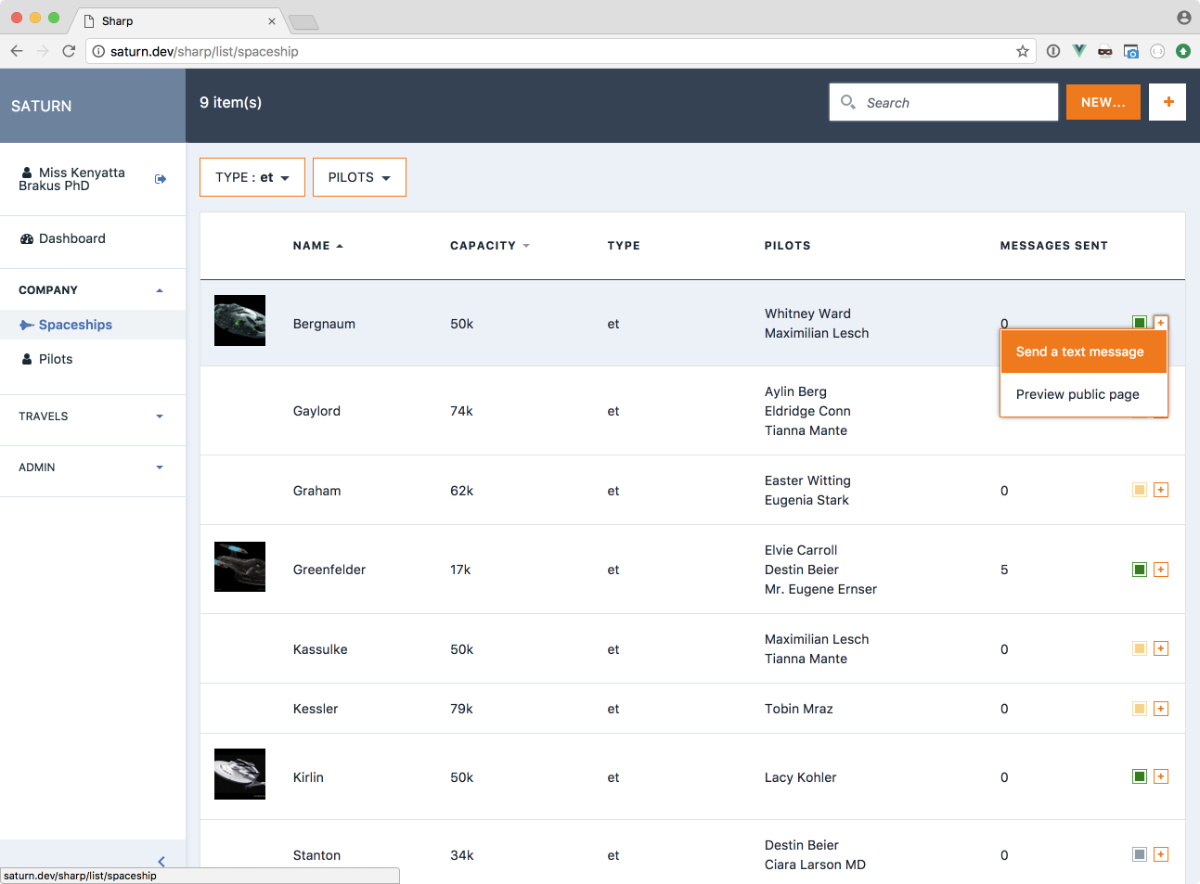 Sharp
saturn.dev/sharp/list/spaceship
SATURN
9 item(s)
Search
NEW...
+
Miss Kenyatta
Brakus PhD
Dashboard
COMPANY
Spaceships
Pilots
TRAVELS
ADMIN
TYPE : et
PILOTS
NAME CAPACITY TYPE PILOTS MESSAGES SENT
Bergnaum 50k et Whitney Ward 0
Maximilian Lesch
Send a text message
Preview public page
Gaylord 74k et Aylin Berg
Eldridge Conn
Tianna Mante
Graham 62k et Easter Witting 0
Eugenia Stark
Greenfelder 17k et Elvie Carroll 5
Destin Beier
Mr. Eugene Ernser
Kassulke 50k et Maximilian Lesch 0
Tianna Mante
Kessler 79k et Tobin Mraz 0
Kirlin 50k et Lacy Kohler 0
Stanton 34k et Destin Beier 0
Ciara Larson MD
saturn.dev/sharp/list/spaceship